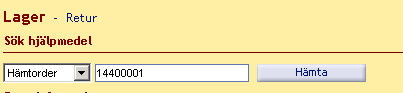 Lager - Retur
Sök hjälpmedel
Hämtorder 14400001 Hämta